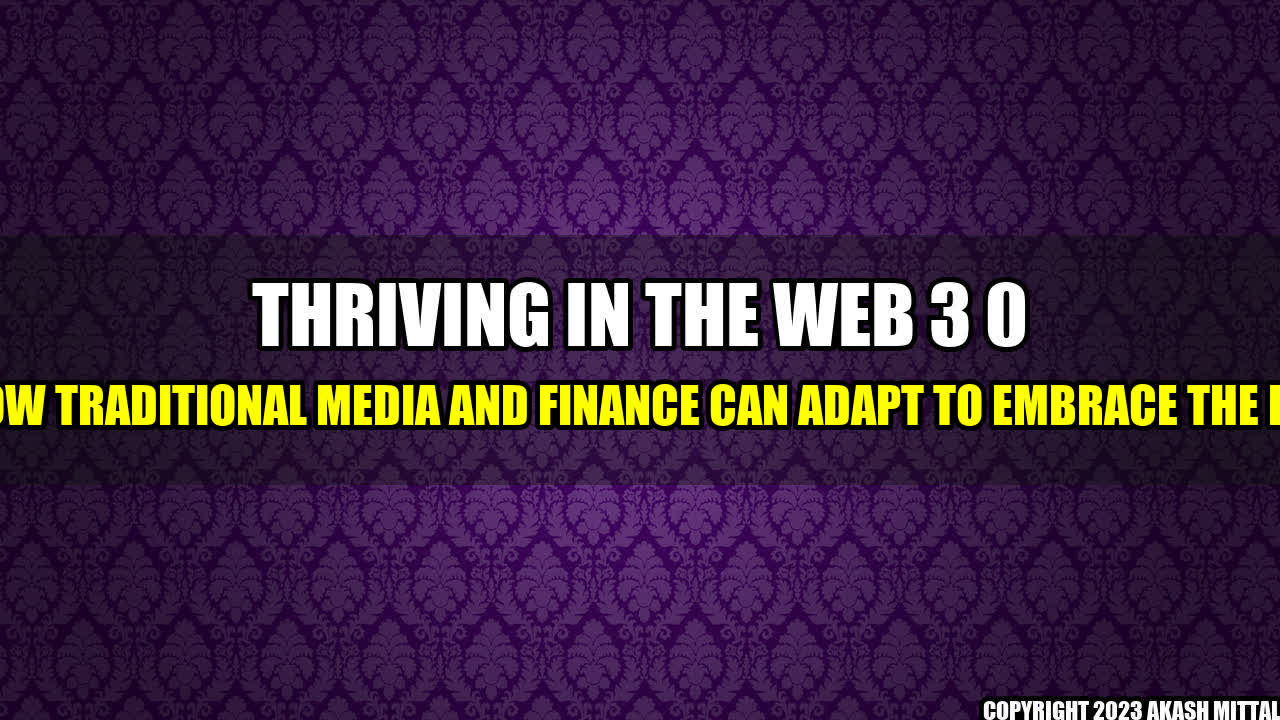 THRIVING IN THE WEB 3 0
TRADITIONAL MEDIA AND FINANCE CAN ADAPT TO EMBRACE THE
COPYRIGHT 2023 AKASH MITTAL